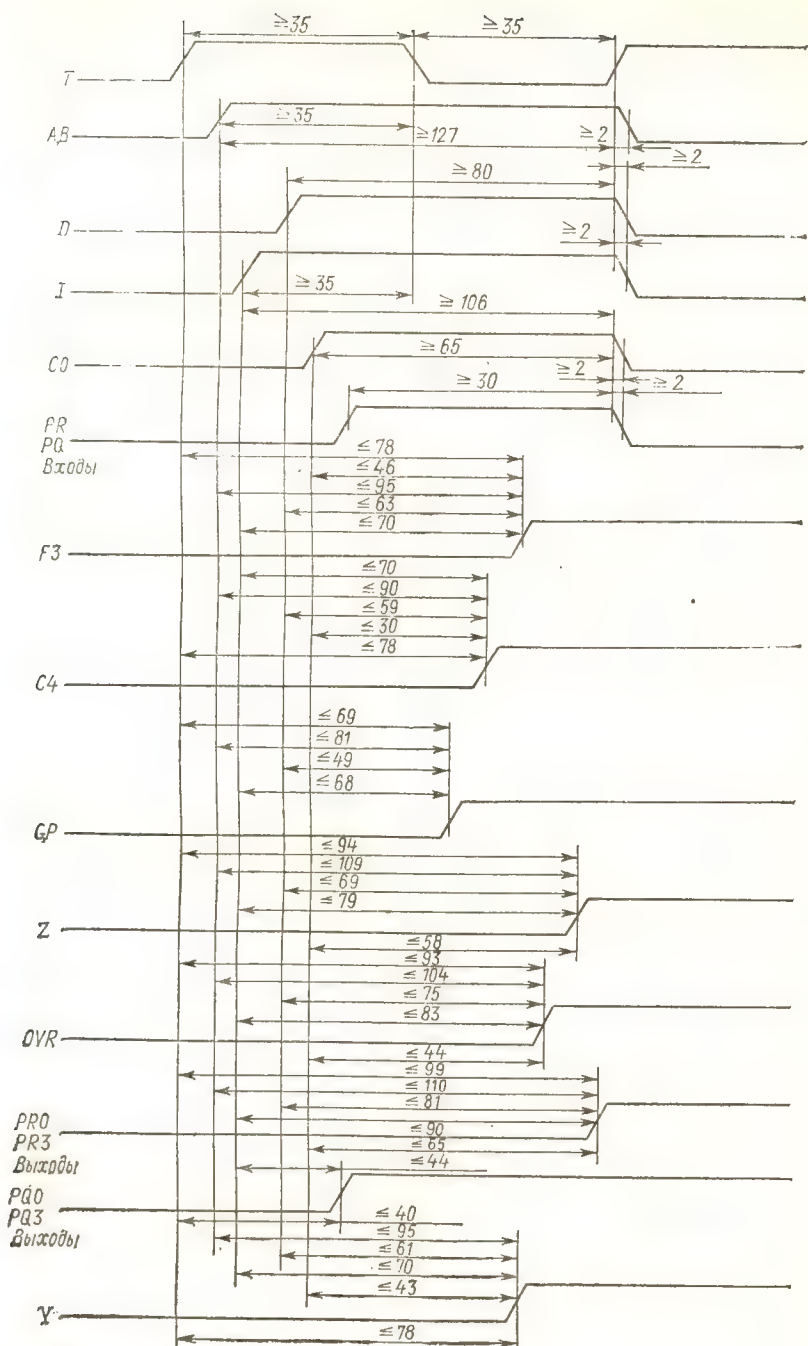 ≧35 ≧35
T
≧35
A,B ≧127 ≧2
≧2
≧80
D ≧2
I ≧35
≧106
C0 ≧65
≧2 ≧2
≧30
PR
PQ
Входы
≦78
≦46
≦95
≦63
≦70
F3
≦70
≦90
≦59
≦30
≦78
C4
≦69
≦81
≦49
≦68
G,P
≦94
≦109
≦69
≦79
Z
≦58
≦93
≦104
≦75
≦83
OVR
≦44
≦99
≦110
≦81
PR0
PR3
Выходы
≦90
≦65
≦44
PQ0
PQ3
Выходы
≦40
≦95
≦61
≦70
≦43
Y
≦78